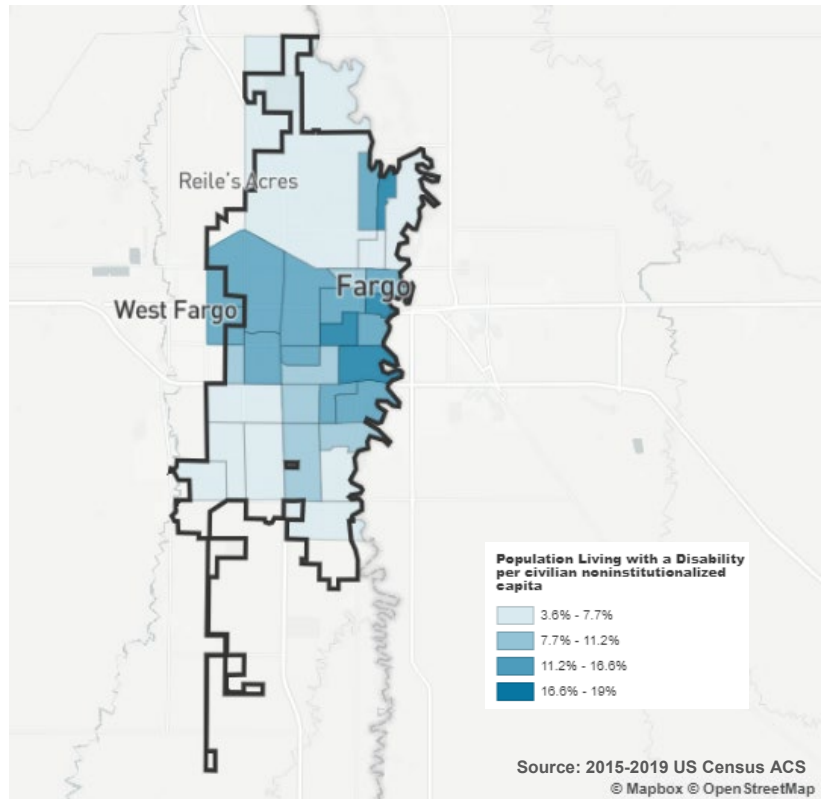 Reile's Acres
Fargo
West Fargo
Population Living with a Disability
per civilian noninstitutionalized
capita
3.6% - 7.7%
7.7% - 11.2%
11.2% - 16.6%
16.6% - 19%
Source: 2015-2019 US Census ACS
© Mapbox © OpenStreetMap